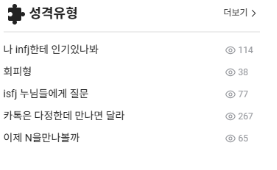 성격유형 더보기 >
나 infj한테 인기있나봐 114
회피형 38
isfj 누님들에게 질문 77
카톡은 다정한데 만나면 달라 267
이제 N을만나볼까 65